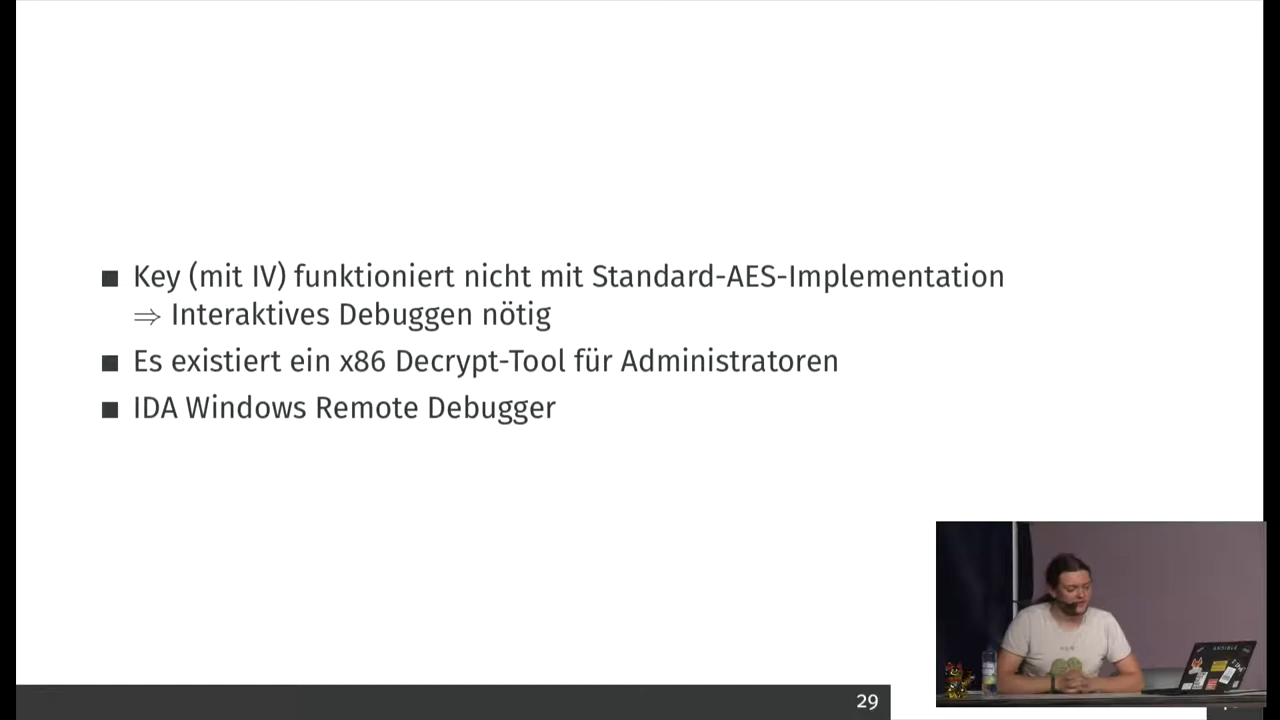 ■ Key (mit IV) funktioniert nicht mit Standard-AES-Implementation
⇒ Interaktives Debuggen nötig
■ Es existiert ein x86 Decrypt-Tool für Administratoren
■ IDA Windows Remote Debugger
29
ANSIBLE